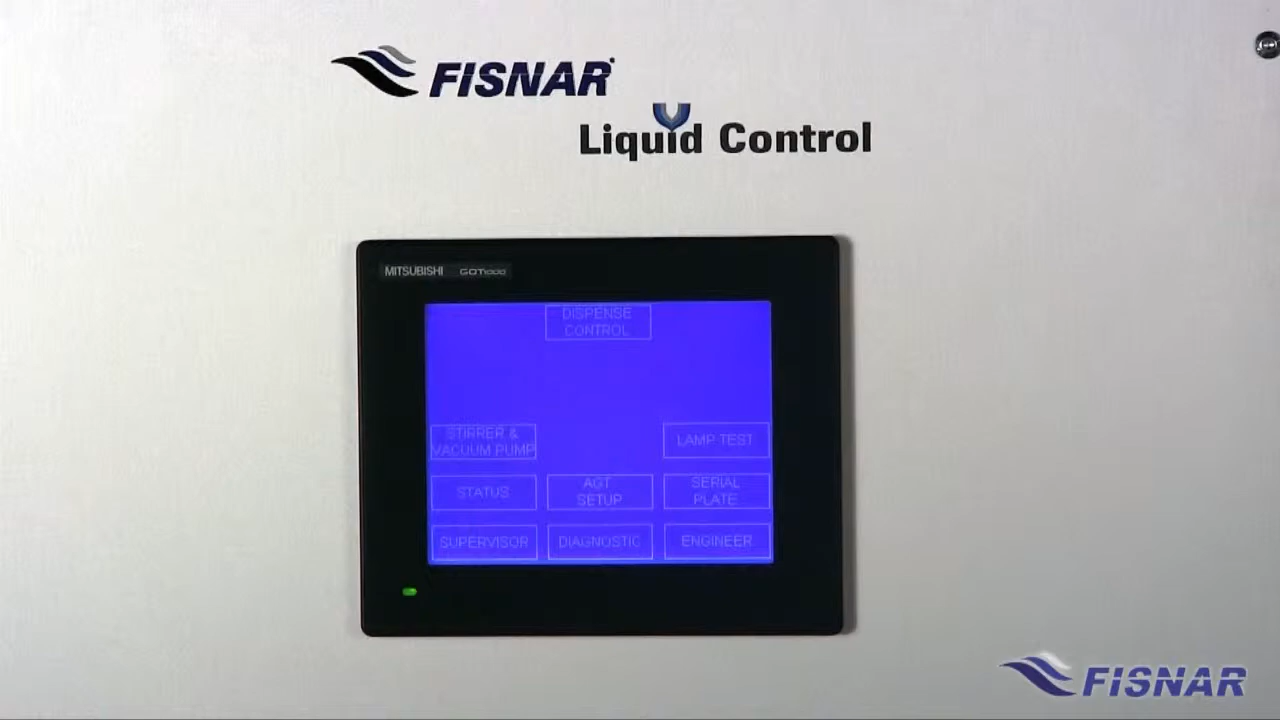 FISNAR
Liquid Control
MITSUBISHI GOT1000
DISPENSE
CONTROL
STIRRER &
VACUUM PUMP
LAMP TEST
STATUS
AGT
SETUP
SERIAL
PLATE
SUPERVISOR
DIAGNOSTIC
ENGINEER
FISNAR